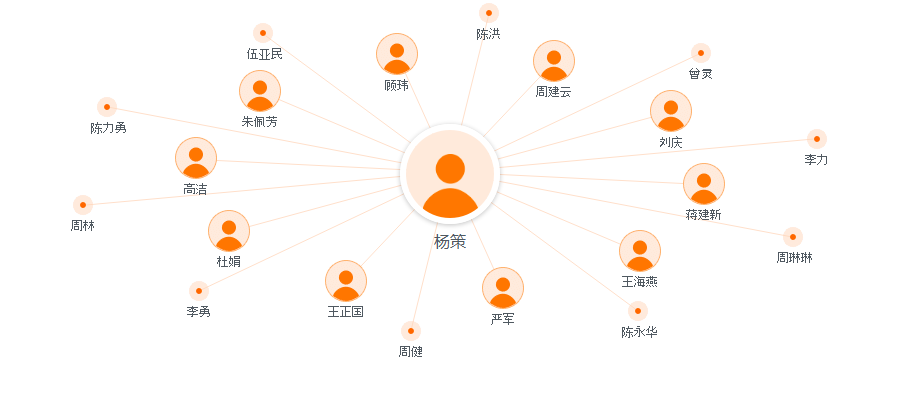 陈洪
伍亚民
曾灵
顾玮
周建云
朱佩芳
陈力勇
刘庆
李力
高洁
蒋建新
周林
杨策
杜娟
周琳琳
王海燕
李勇
王正国
严军
陈永华
周健